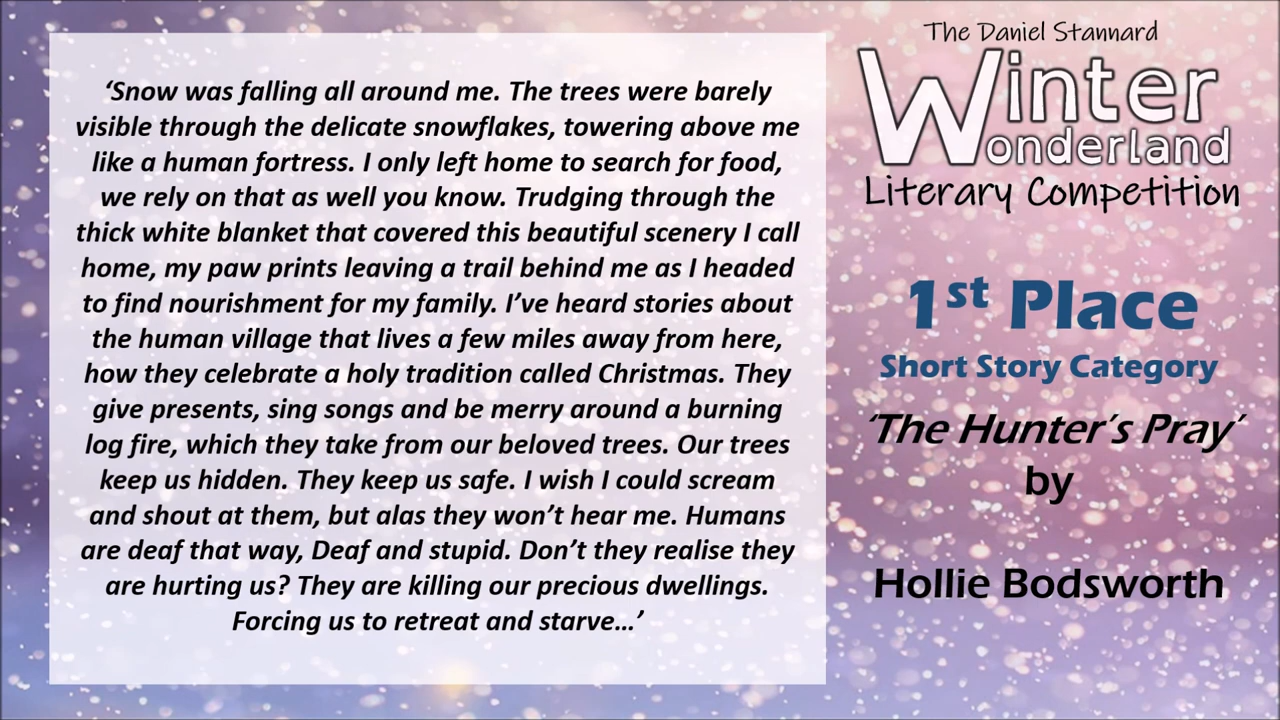 ‘Snow was falling all around me. The trees were barely
visible through the delicate snowflakes, towering above me
like a human fortress. I only left home to search for food,
we rely on that as well you know. Trudging through the
thick white blanket that covered this beautiful scenery I call
home, my paw prints leaving a trail behind me as I headed
to find nourishment for my family. I’ve heard stories about
the human village that lives a few miles away from here,
how they celebrate a holy tradition called Christmas. They
give presents, sing songs and be merry around a burning
log fire, which they take from our beloved trees. Our trees
keep us hidden. They keep us safe. I wish I could scream
and shout at them, but alas they won’t hear me. Humans
are deaf that way, Deaf and stupid. Don’t they realise they
are hurting us? They are killing our precious dwellings.
Forcing us to retreat and starve…’
The Daniel Stannard
Winter
Wonderland
Literary Competition
1st Place
Short Story Category
‘The Hunter’s Pray’
by
Hollie Bodsworth